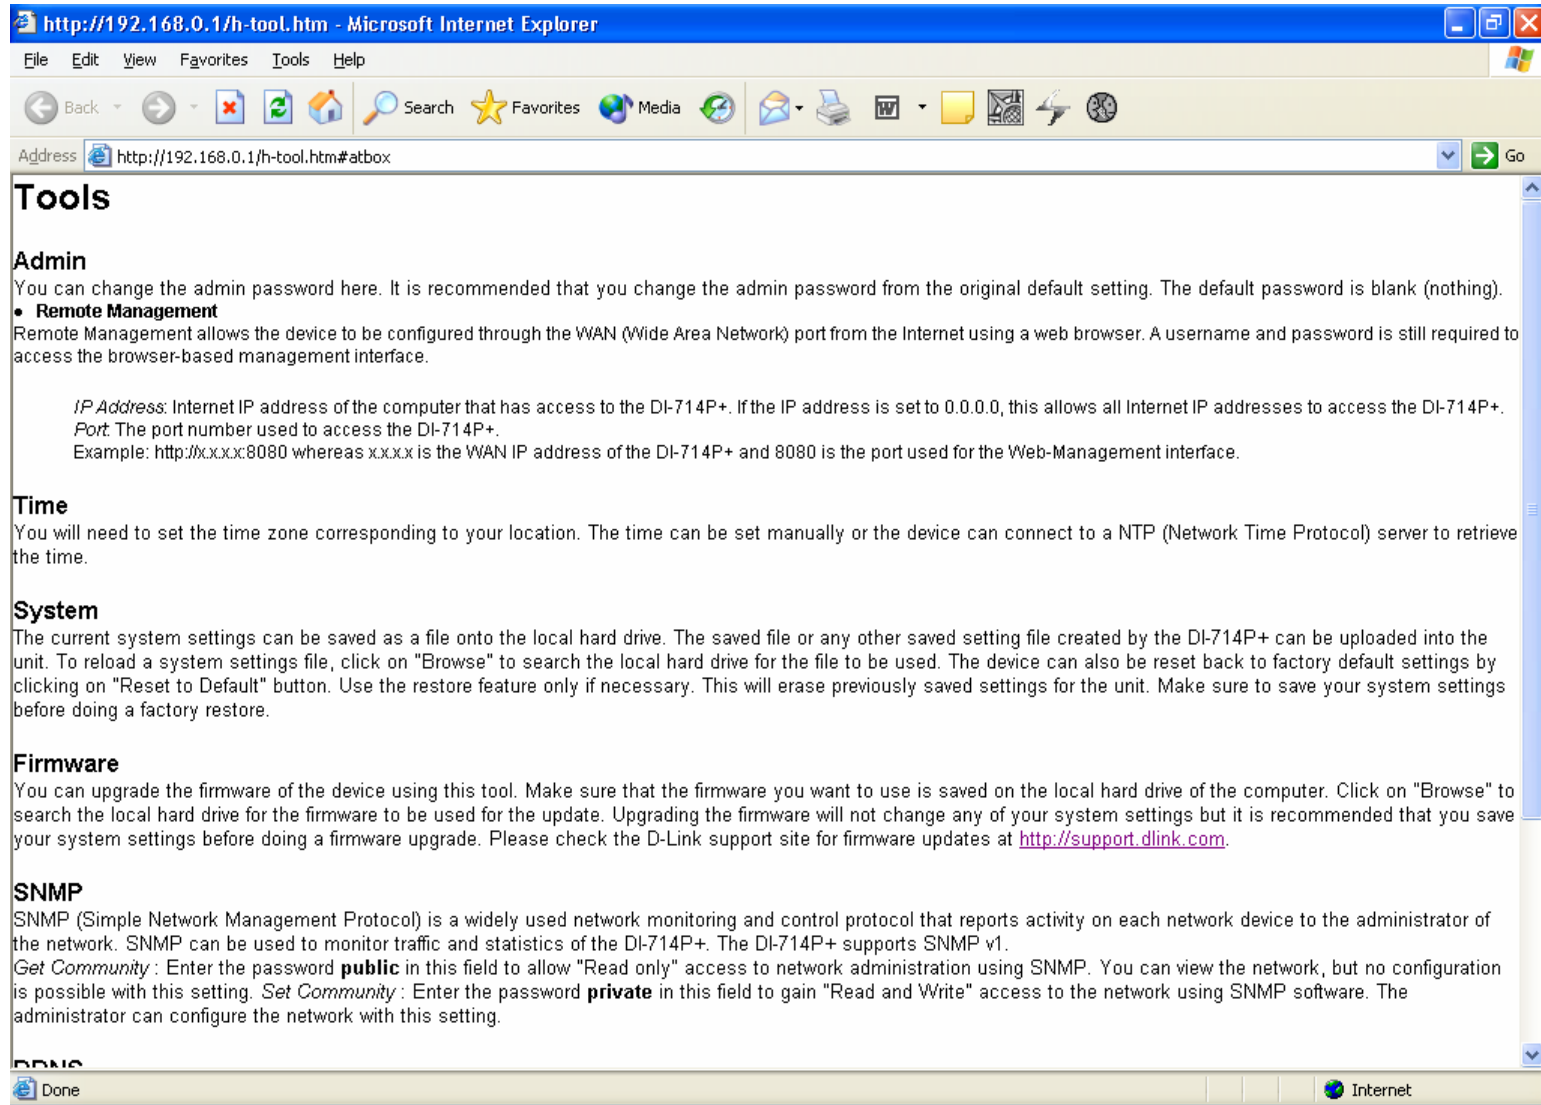 http://192.168.0.1/h-tool.htm - Microsoft Internet Explorer
File Edit View Favorites Tools Help
Back Search Favorites Media
Address http://192.168.0.1/h-tool.htm#atbox Go
Tools
Admin
You can change the admin password here. It is recommended that you change the admin password from the original default setting. The default password is blank (nothing).
• Remote Management
Remote Management allows the device to be configured through the WAN (Wide Area Network) port from the Internet using a web browser. A username and password is still required to
access the browser-based management interface.
IP Address: Internet IP address of the computer that has access to the DI-714P+. If the IP address is set to 0.0.0.0, this allows all Internet IP addresses to access the DI-714P+.
Port: The port number used to access the DI-714P+.
Example: http://x.x.x.x:8080 whereas x.x.x.x is the WAN IP address of the DI-714P+ and 8080 is the port used for the Web-Management interface.
Time
You will need to set the time zone corresponding to your location. The time can be set manually or the device can connect to a NTP (Network Time Protocol) server to retrieve
the time.
System
The current system settings can be saved as a file onto the local hard drive. The saved file or any other saved setting file created by the DI-714P+ can be uploaded into the
unit. To reload a system settings file, click on "Browse" to search the local hard drive for the file to be used. The device can also be reset back to factory default settings by
clicking on "Reset to Default" button. Use the restore feature only if necessary. This will erase previously saved settings for the unit. Make sure to save your system settings
before doing a factory restore.
Firmware
You can upgrade the firmware of the device using this tool. Make sure that the firmware you want to use is saved on the local hard drive of the computer. Click on "Browse" to
search the local hard drive for the firmware to be used for the update. Upgrading the firmware will not change any of your system settings but it is recommended that you save
your system settings before doing a firmware upgrade. Please check the D-Link support site for firmware updates at http://support.dlink.com.
SNMP
SNMP (Simple Network Management Protocol) is a widely used network monitoring and control protocol that reports activity on each network device to the administrator of
the network. SNMP can be used to monitor traffic and statistics of the DI-714P+. The DI-714P+ supports SNMP v1.
Get Community : Enter the password public in this field to allow "Read only" access to network administration using SNMP. You can view the network, but no configuration
is possible with this setting. Set Community : Enter the password private in this field to gain "Read and Write" access to the network using SNMP software. The
administrator can configure the network with this setting.
DDNS
Done Internet